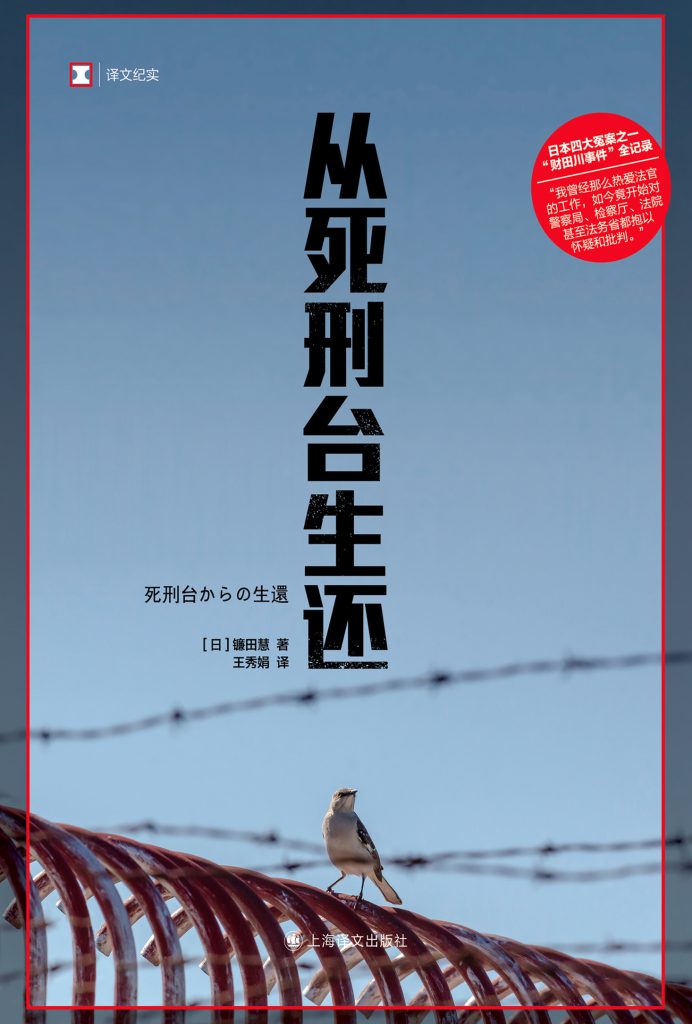 译文纪实
从死刑台生还
日本四大冤案之一
“财田川事件”全记录
“我曾经那么热爱法官
的工作，如今竟开始对
警察局、检察厅、法院
甚至法务省都抱以
怀疑和批判。”
死刑台からの生還
[日]镰田慧 著
王秀娟 译
上海译文出版社